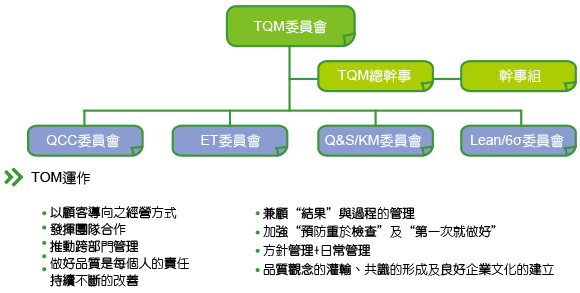 TQM委員會
TQM總幹事
幹事組
QCC委員會
ET委員會
Q&S/KM委員會
Lean/6σ委員會
TOM運作
•以顧客導向之經營方式
•發揮團隊合作
•推動跨部門管理
•做好品質是每個人的責任
•持續不斷的改善
•兼顧“結果”與過程的管理
•加強“預防重於檢查”及“第一次就做好”
•方針管理+日常管理
•品質觀念的灌輸、共識的形成及良好企業文化的建立